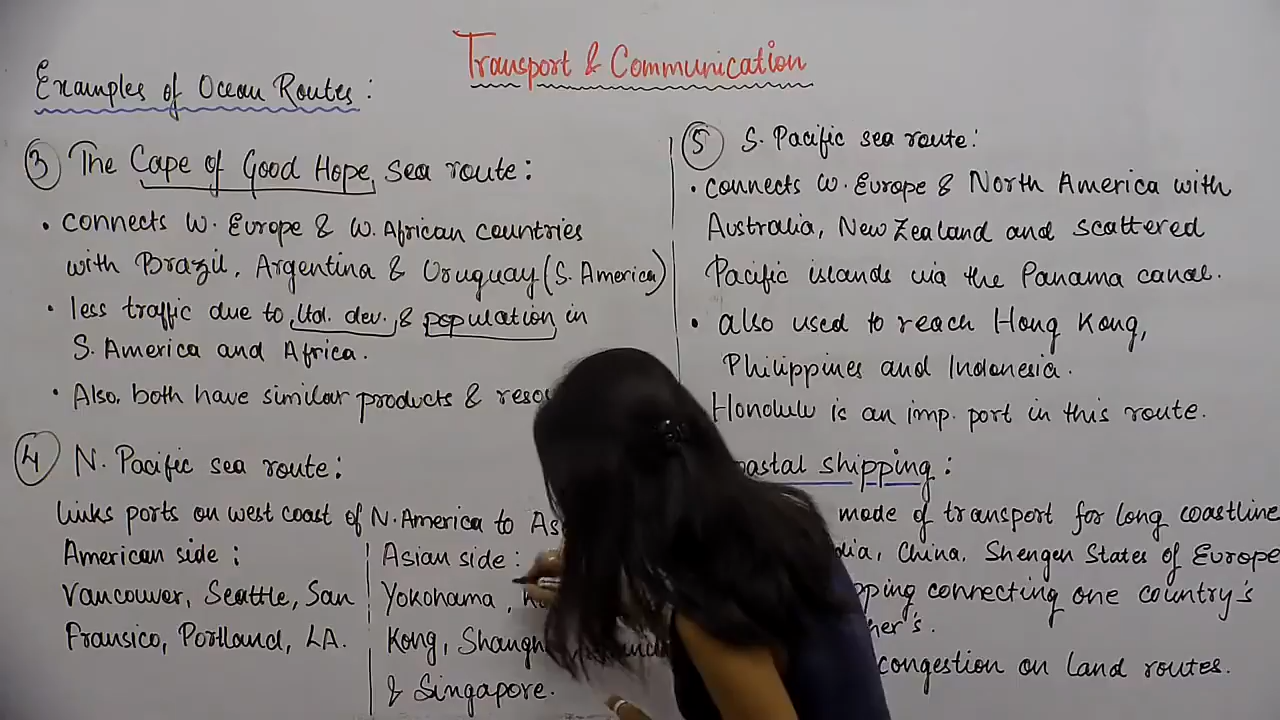 Transport & Communication
Examples of Ocean Routes:
3 The Cape of Good Hope sea route:
• connects W. Europe & W. African countries
with Brazil, Argentina & Uruguay (S. America)
• less traffic due to ltd. dev. & population in
S. America and Africa.
• Also, both have similar products &
4 N. Pacific sea route:
links ports on west coast of N. America to
American side:
Vancouver, Seattle, San
Fransico, Portland, LA.
Asian side:
Yokohama,
Kong,
& Singapore.
5 S. Pacific sea route:
• connects W. Europe & North America with
Australia, New Zealand and scattered
Pacific islands via the Panama canal.
• also used to reach Hong Kong,
Philippines and Indonesia.
Honolulu is an imp. port in this route.
shipping:
mode of transport for long coastline
China, Shengen States of Europe
connecting one country's
congestion on land routes.